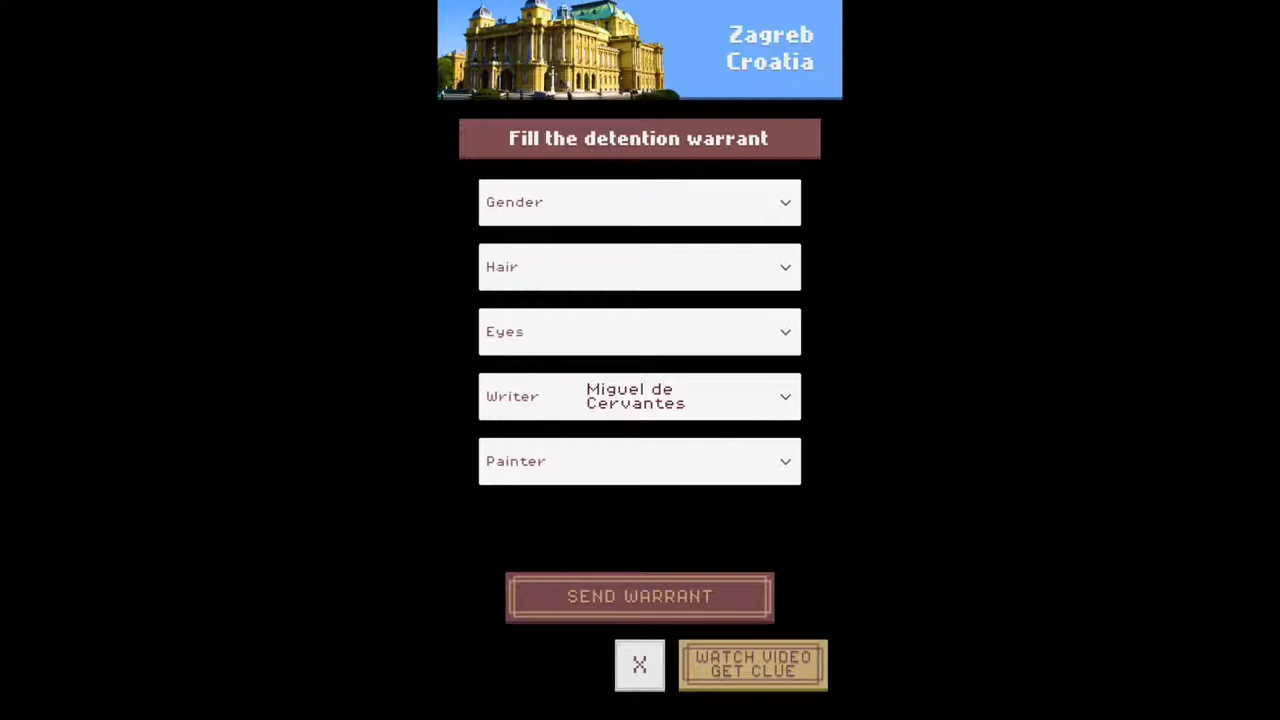 Zagreb
Croatia
Fill the detention warrant
Gender
Hair
Eyes
Writer
Miguel de
Cervantes
Painter
SEND WARRANT
X
WATCH VIDEO
GET CLUE